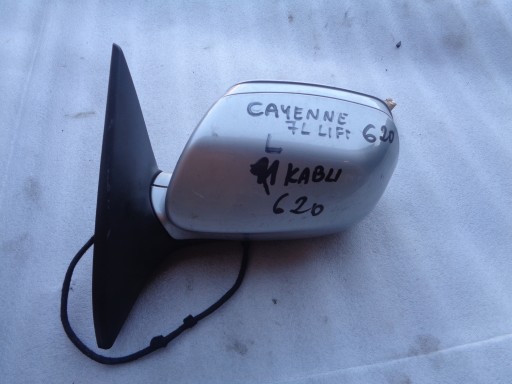 CAYENNE
7L LIFT 620
L
11 KABLI
620